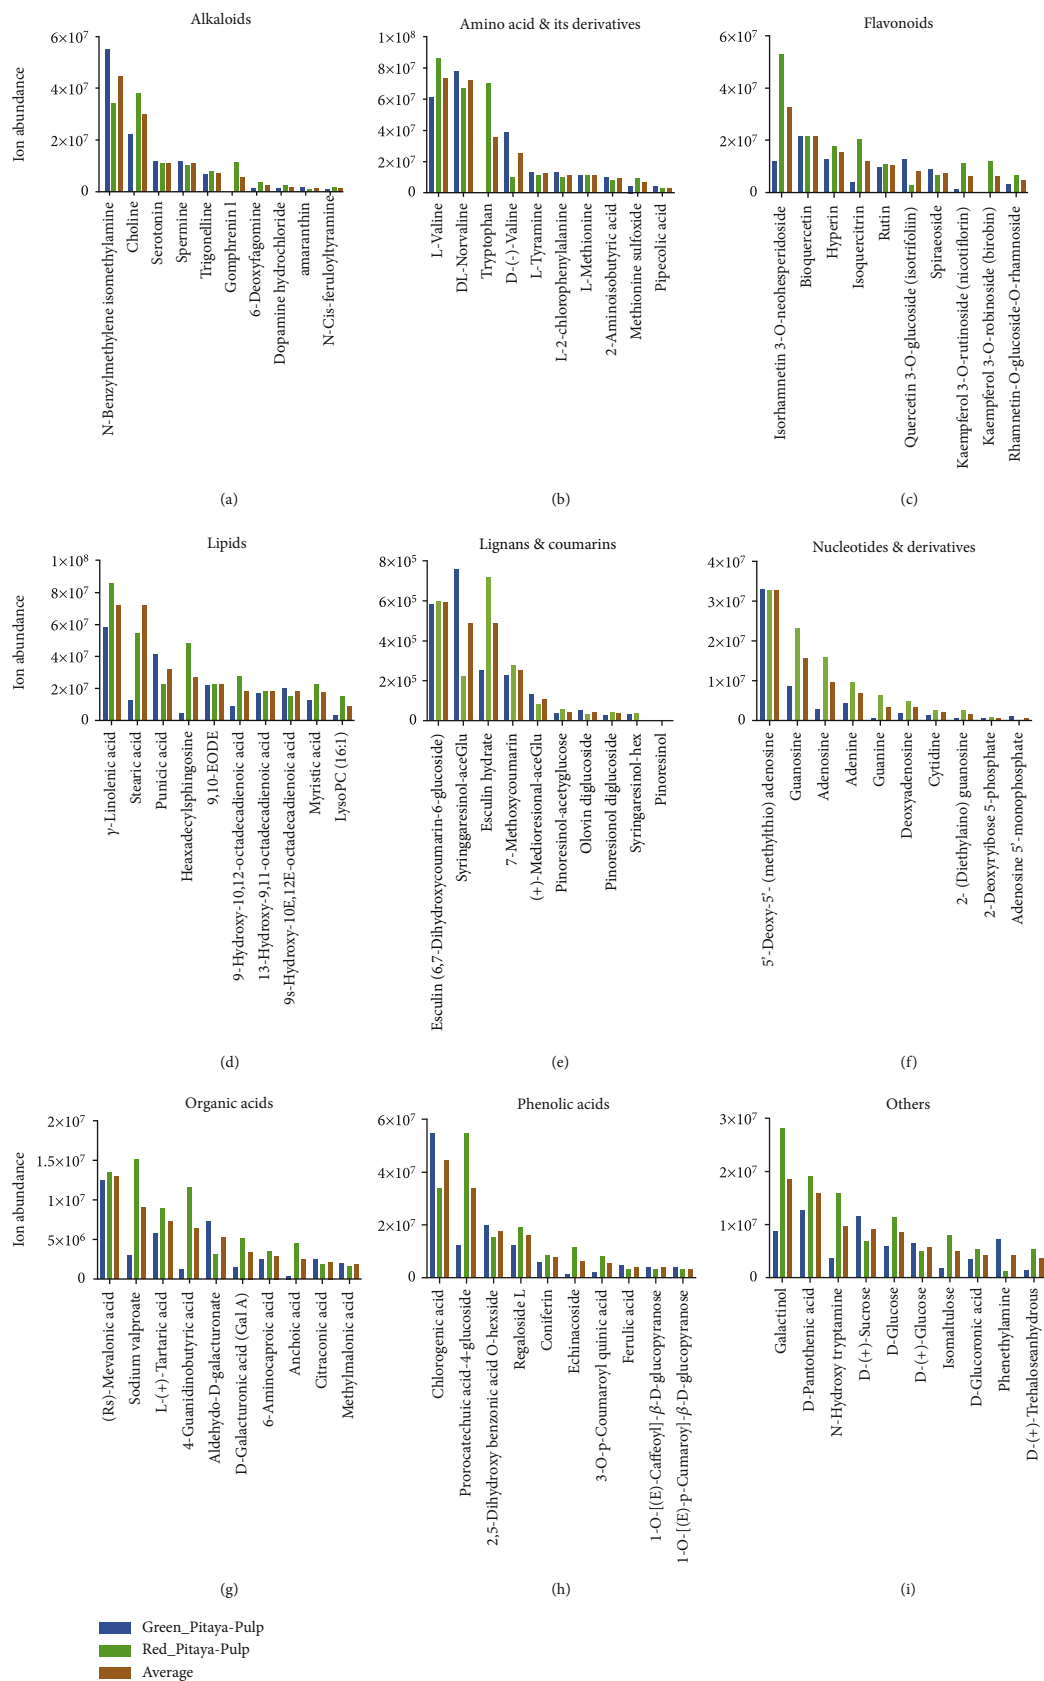 Alkaloids
Ion abundance
6×10⁷
4×10⁷
2×10⁷
0
N-Benzylmethylene isomethylamine
Choline
Serotonin
Spermine
Trigonelline
Gomphrenin l
6-Deoxyfagomine
Dopamine hydrochloride
amaranthin
N-Cis-feruloyltyramine
(a)
Amino acid & its derivatives
1×10⁸
8×10⁷
6×10⁷
4×10⁷
2×10⁷
0
L-Valine
DL-Norvaline
Tryptophan
D-(-)-Valine
L-Tyramine
L-2-chlorophenylalanine
L-Methionine
2-Aminoisobutyric acid
Methionine sulfoxide
Pipecolic acid
(b)
Flavonoids
6×10⁷
4×10⁷
2×10⁷
0
Isorhamnetin 3-O-neohesperidoside
Bioquercetin
Hyperin
Isoquercitrin
Rutin
Quercetin 3-O-glucoside (isotrifolin)
Spiraeoside
Kaempferol 3-O-rutinoside (nicotiflorin)
Kaempferol 3-O-robinoside (birobin)
Rhamnetin-O-glucoside-O-rhamnoside
(c)
Lipids
Ion abundance
1×10⁸
8×10⁷
6×10⁷
4×10⁷
2×10⁷
0
γ-Linolenic acid
Stearic acid
Punicic acid
Heaxadecylsphingosine
9,10-EODE
9-Hydroxy-10,12-octadecadienoic acid
13-Hydroxy-9,11-octadecadienoic acid
9s-Hydroxy-10E,12E-octadecadienoic acid
Myristic acid
LysoPC (16:1)
(d)
Lignans & coumarins
8×10⁵
6×10⁵
4×10⁵
2×10⁵
0
Esculin (6,7-Dihydroxycoumarin-6-glucoside)
Syringgaresinol-aceGlu
Esculin hydrate
7-Methoxycoumarin
(+)-Medioresional-aceGlu
Pinoresinol-acetyglucose
Olovin diglucoside
Pinoresionol diglucoside
Syringaresinol-hex
Pinoresinol
(e)
Nucleotides & derivatives
4×10⁷
3×10⁷
2×10⁷
1×10⁷
0
5’-Deoxy-5’- (methylthio) adenosine
Guanosine
Adenosine
Adenine
Guanine
Deoxyadenosine
Cytidine
2- (Diethylaino) guanosine
2-Deoxyryibose 5-phosphate
Adenosine 5’-monophosphate
(f)
Organic acids
Ion abundance
2×10⁷
1.5×10⁷
1×10⁷
5×10⁶
0
(Rs)-Mevalonic acid)
Sodium valproate
L-(+)-Tartaric acid
4-Guanidinobutyric acid
Aldehydo-D-galacturonate
D-Galacturonic acid (Ga1 A)
6-Aminocaproic acid
Anchoic acid
Citraconic acid
Methylmalonic acid
(g)
Phenolic acids
6×10⁷
4×10⁷
2×10⁷
0
Chlorogenic acid
Prorocatechuic acid-4-glucoside
2,5-Dihydroxy benzonic acid O-hexside
Regaloside L
Coniferin
Echinacoside
3-O-p-Coumaroyl quinic acid
Ferulic acid
1-O-[(E)-Caffeoyl]-β-D-glucopyranose
1-O-[(E)-p-Cumaroy]-β-D-glucopyranose
(h)
Others
3×10⁷
2×10⁷
1×10⁷
0
Galactinol
D-Pantothenic acid
N-Hydroxy tryptamine
D-(+)-Sucrose
D-Glucose
D-(+)-Glucose
Isomaltulose
D-Glucoronic acid
Phenethylamine
D-(+)-Trehaloseanhydrous
(i)
Green_Pitaya-Pulp
Red_Pitaya-Pulp
Average